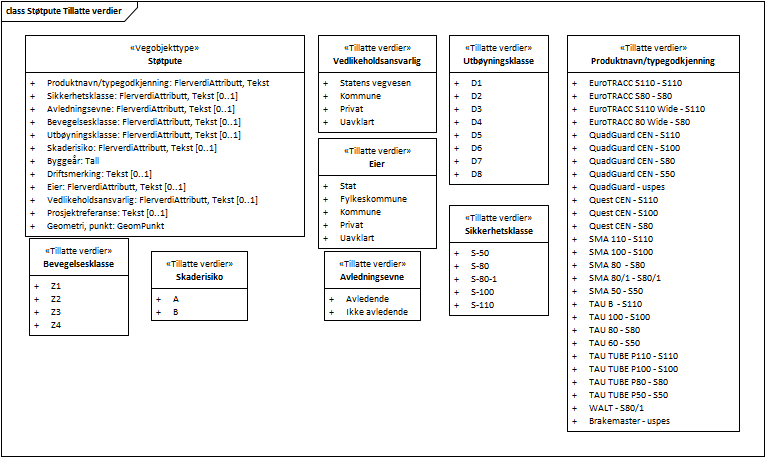 class Støtpute Tillatte verdier
«Vegobjekttype»
Støtpute
+ Produktnavn/typegodkjenning: FlerverdiAttributt, Tekst
+ Sikkerhetsklasse: FlerverdiAttributt, Tekst [0..1]
+ Avledningsevne: FlerverdiAttributt, Tekst [0..1]
+ Bevegelsesklasse: FlerverdiAttributt, Tekst [0..1]
+ Utbøyningsklasse: FlerverdiAttributt, Tekst [0..1]
+ Skaderisiko: FlerverdiAttributt, Tekst [0..1]
+ Byggeår: Tall
+ Driftsmerking: Tekst [0..1]
+ Eier: FlerverdiAttributt, Tekst [0..1]
+ Vedlikeholdsansvarlig: FlerverdiAttributt, Tekst [0..1]
+ Prosjektreferanse: Tekst [0..1]
+ Geometri, punkt: GeomPunkt
«Tillatte verdier»
Vedlikeholdsansvarlig
+ Statens vegvesen
+ Kommune
+ Privat
+ Uavklart
«Tillatte verdier»
Utbøyningsklasse
+ D1
+ D2
+ D3
+ D4
+ D5
+ D6
+ D7
+ D8
«Tillatte verdier»
Produktnavn/typegodkjenning
+ EuroTRACC S110 - S110
+ EuroTRACC S80 - S80
+ EuroTRACC S110 Wide - S110
+ EuroTRACC 80 Wide - S80
+ QuadGuard CEN - S110
+ QuadGuard CEN - S100
+ QuadGuard CEN - S80
+ QuadGuard CEN - S50
+ QuadGuard - uspes
+ Quest CEN - S110
+ Quest CEN - S100
+ Quest CEN - S80
+ SMA 110 - S110
+ SMA 100 - S100
+ SMA 80 - S80
+ SMA 80/1 - S80/1
+ SMA 50 - S50
+ TAU B - S110
+ TAU 100 - S100
+ TAU 80 - S80
+ TAU 60 - S50
+ TAU TUBE P110 - S110
+ TAU TUBE P100 - S100
+ TAU TUBE P80 - S80
+ TAU TUBE P50 - S50
+ WALT - S80/1
+ Brakemaster - uspes
«Tillatte verdier»
Eier
+ Stat
+ Fylkeskommune
+ Kommune
+ Privat
+ Uavklart
«Tillatte verdier»
Sikkerhetsklasse
+ S-50
+ S-80
+ S-80-1
+ S-100
+ S-110
«Tillatte verdier»
Bevegelsesklasse
+ Z1
+ Z2
+ Z3
+ Z4
«Tillatte verdier»
Skaderisiko
+ A
+ B
«Tillatte verdier»
Avledningsevne
+ Avledende
+ Ikke avledende